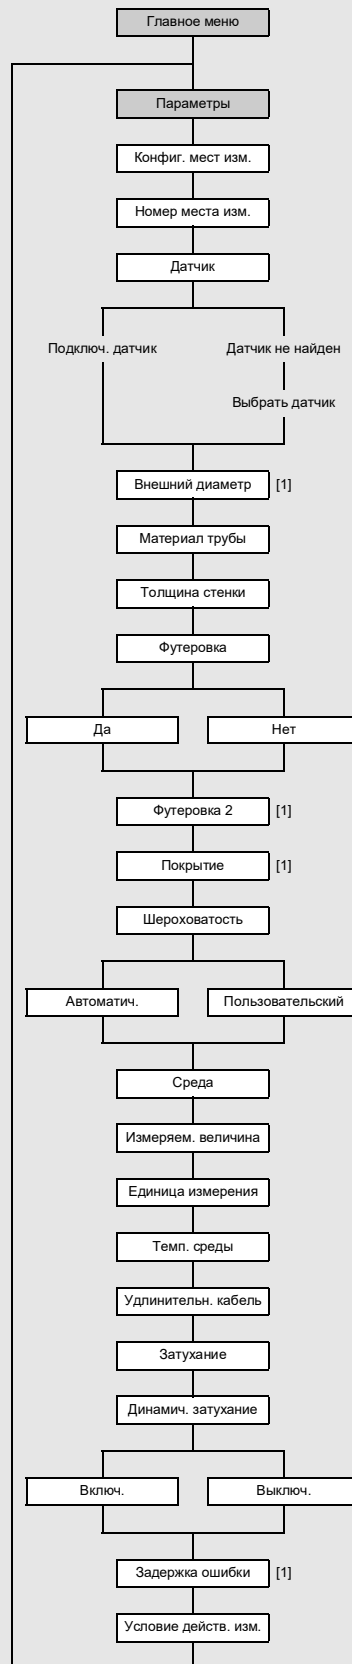 Главное меню
Параметры
Конфиг. мест изм.
Номер места изм.
Датчик
Подключ. датчик
Датчик не найден
Выбрать датчик
Внешний диаметр [1]
Материал трубы
Толщина стенки
Футеровка
Да
Нет
Футеровка 2 [1]
Покрытие [1]
Шероховатость
Автоматич.
Пользовательский
Среда
Измеряем. величина
Единица измерения
Темп. среды
Удлинительн. кабель
Затухание
Динамич. затухание
Включ.
Выключ.
Задержка ошибки [1]
Условие действ. изм.